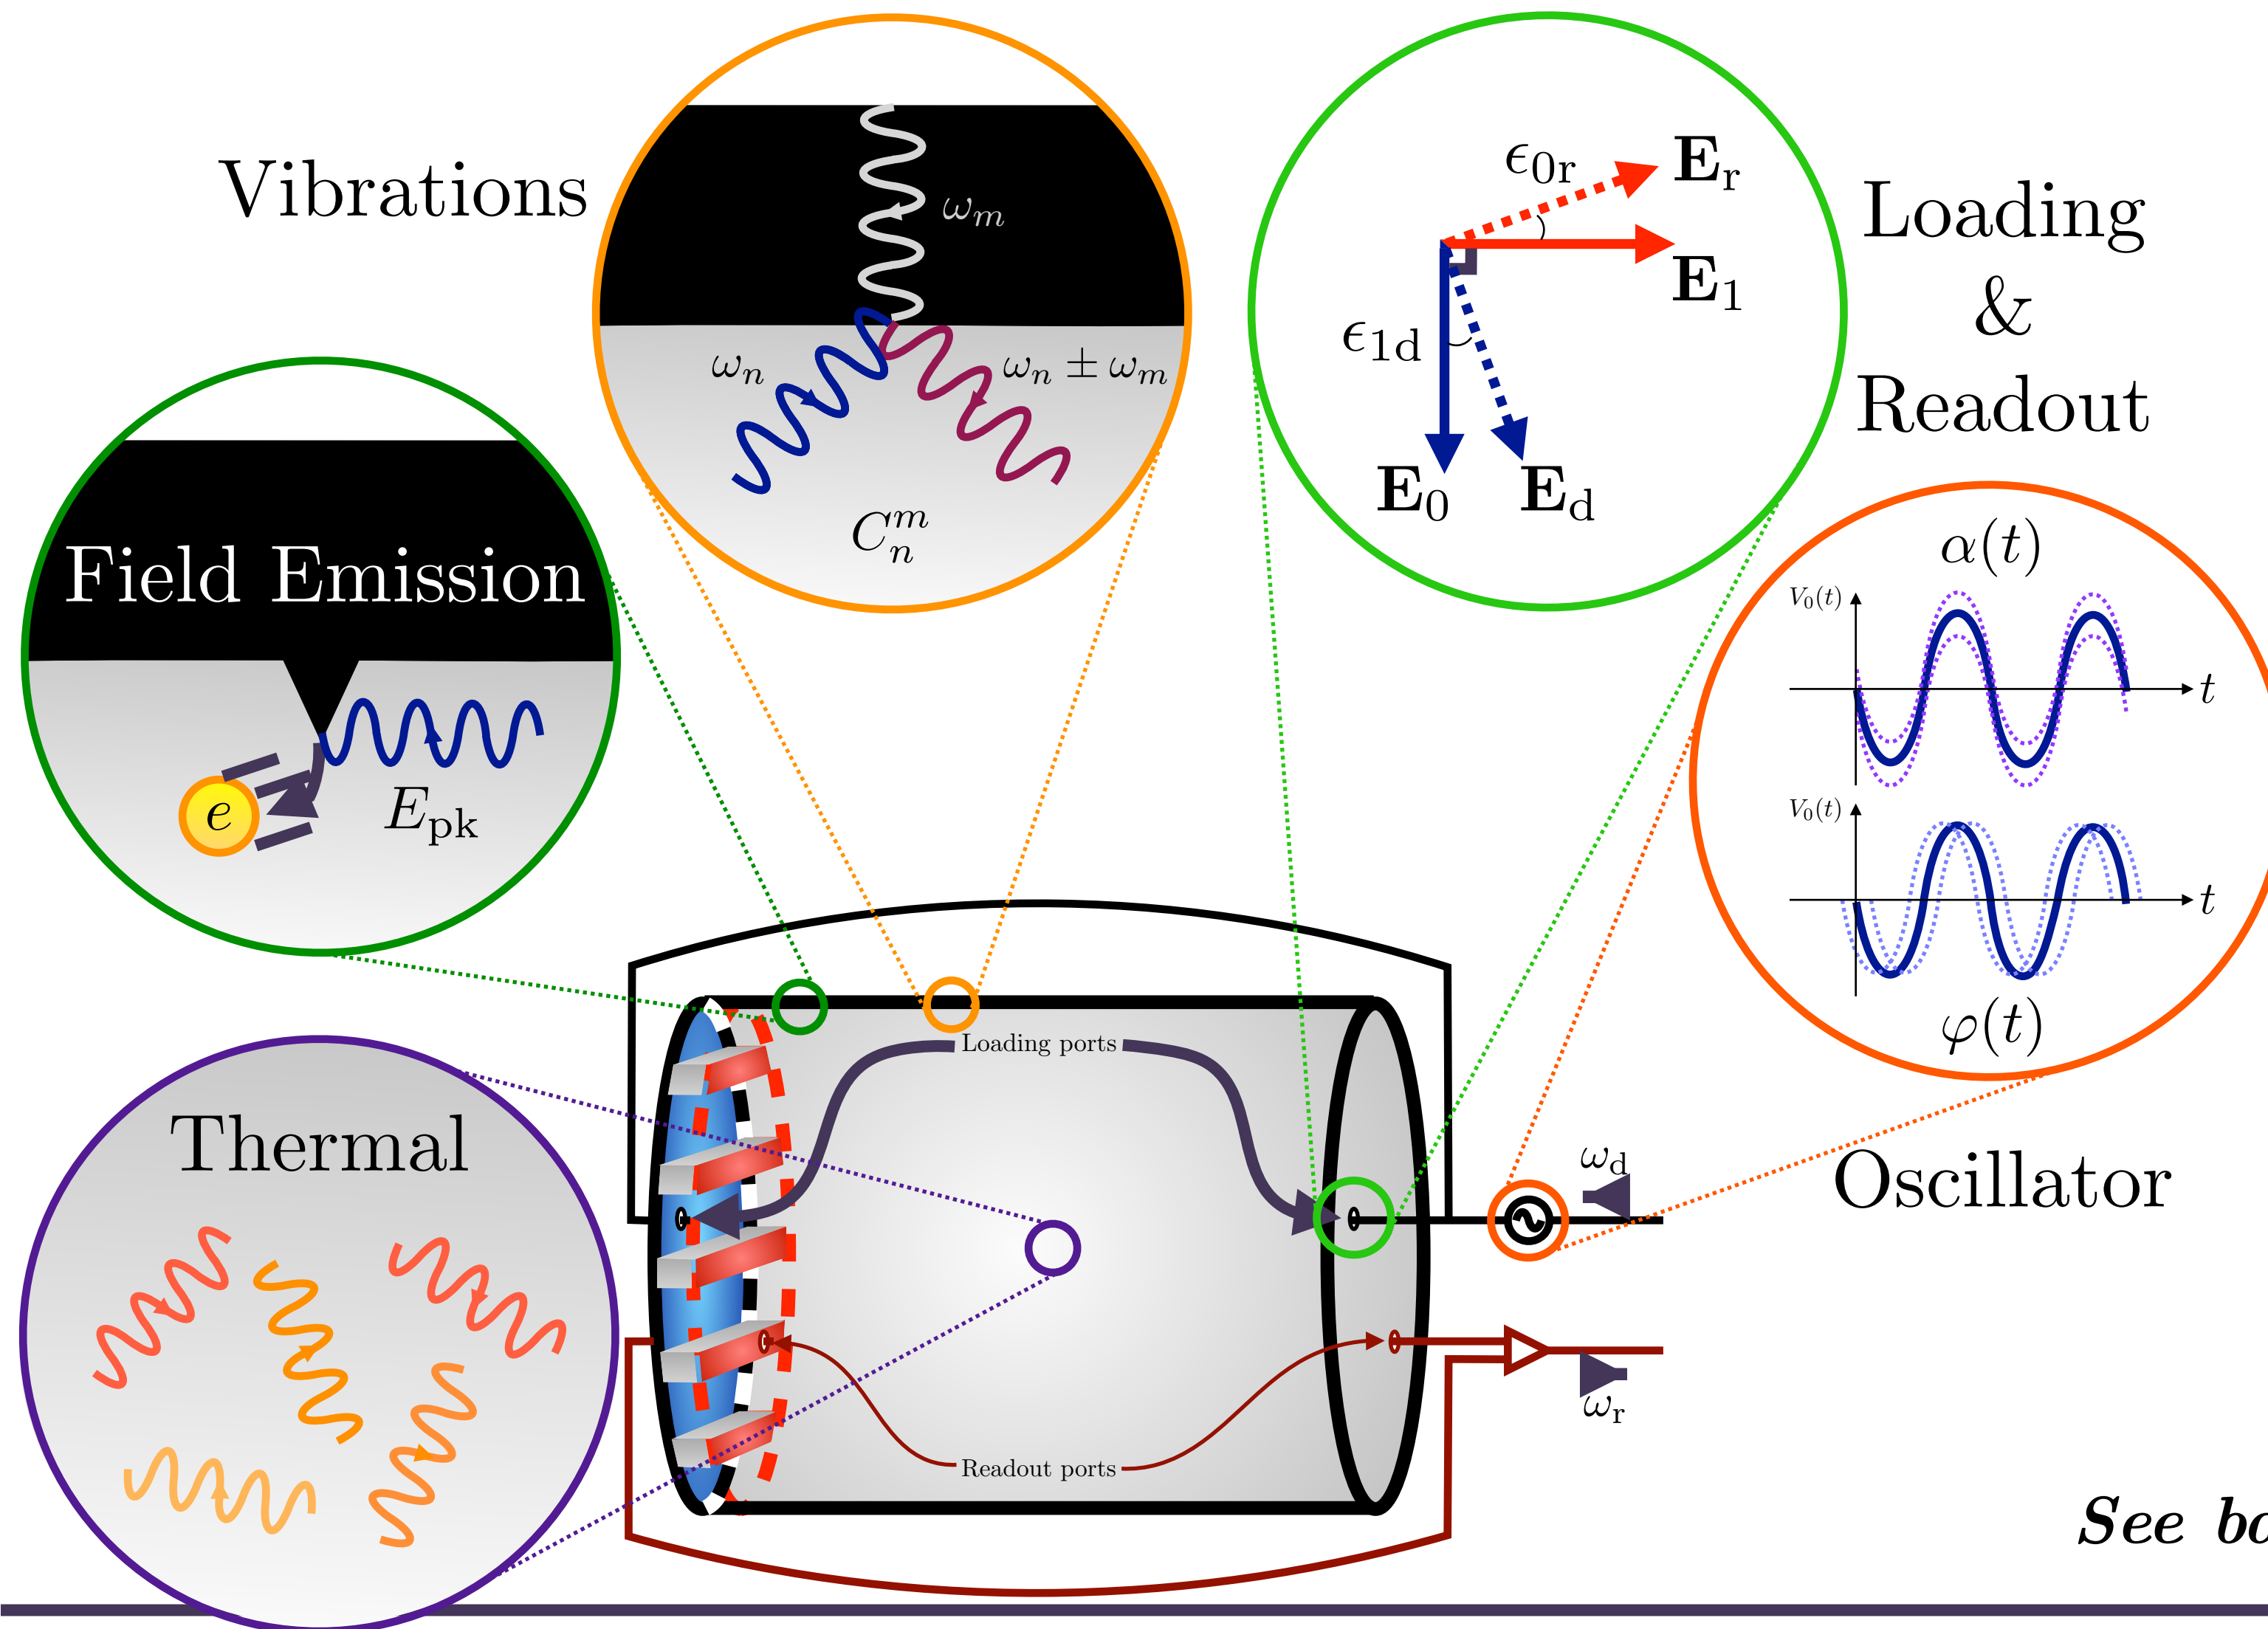 Vibrations
ω_m
ω_n
ω_n ± ω_m
C_n^m
ϵ_0r
E_r
E_1
ϵ_1d
E_0
E_d
Loading
&
Readout
Field Emission
e
E_pk
α(t)
V_0(t)
t
V_0(t)
t
φ(t)
Oscillator
Thermal
Loading ports
Readout ports
ω_d
ω_r
See